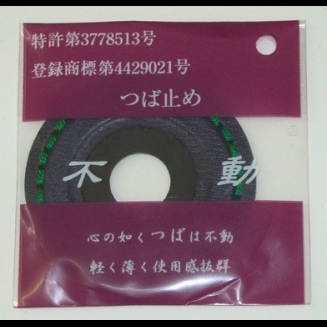 特許第3778513号
登録商標第4429021号
つば止め
不動
心の如くつばは不動
軽く薄く使用感抜群